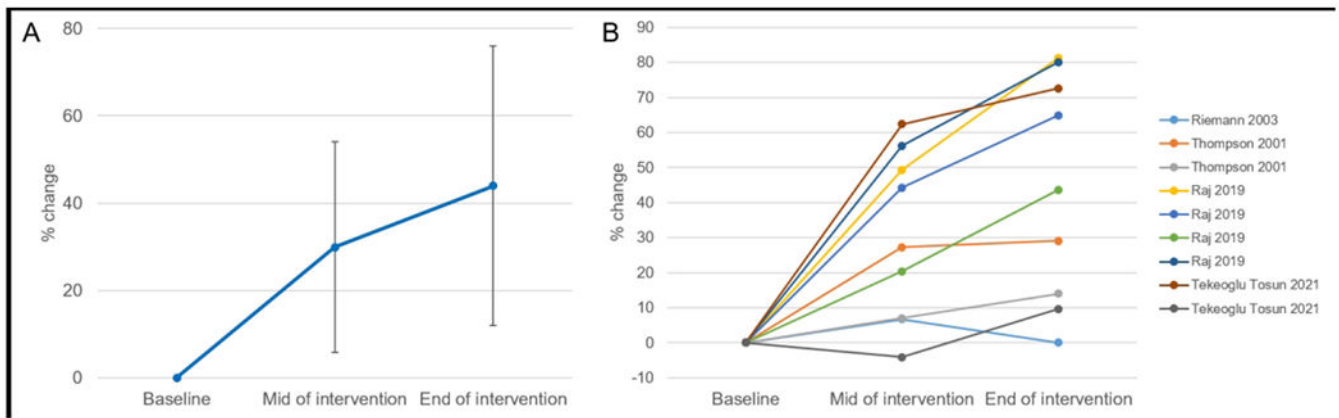 A
80
60
40
20
0
% change
Baseline
Mid of intervention
End of intervention
B
90
80
70
60
50
40
30
20
10
0
-10
% change
Baseline
Mid of intervention
End of intervention
Riemann 2003
Thompson 2001
Thompson 2001
Raj 2019
Raj 2019
Raj 2019
Raj 2019
Tekeoglu Tosun 2021
Tekeoglu Tosun 2021